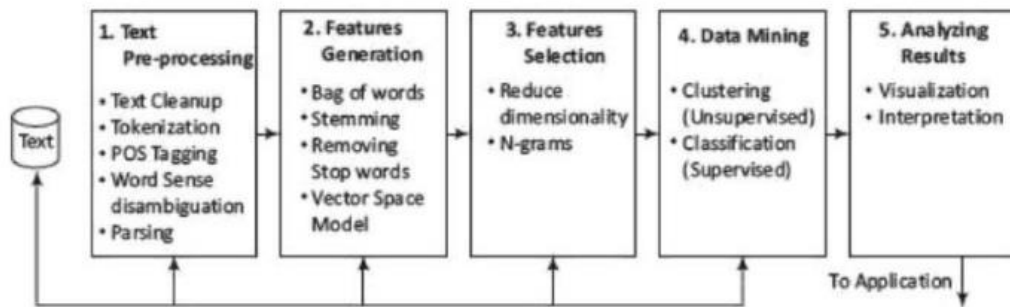 Text
1. Text
Pre-processing
• Text Cleanup
• Tokenization
• POS Tagging
• Word Sense
disambiguation
• Parsing
2. Features
Generation
• Bag of words
• Stemming
• Removing
Stop words
• Vector Space
Model
3. Features
Selection
• Reduce
dimensionality
• N-grams
4. Data Mining
• Clustering
(Unsupervised)
• Classification
(Supervised)
5. Analyzing
Results
• Visualization
• Interpretation
To Application